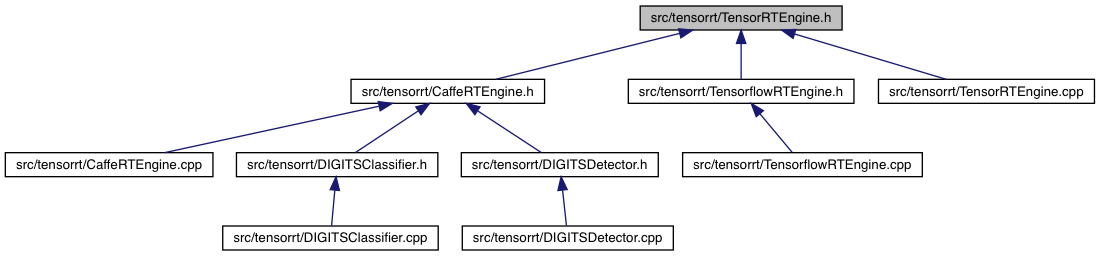 src/tensorrt/TensorRTEngine.h
src/tensorrt/CaffeRTEngine.h
src/tensorrt/TensorflowRTEngine.h
src/tensorrt/TensorRTEngine.cpp
src/tensorrt/CaffeRTEngine.cpp
src/tensorrt/DIGITSClassifier.h
src/tensorrt/DIGITSDetector.h
src/tensorrt/TensorflowRTEngine.cpp
src/tensorrt/DIGITSClassifier.cpp
src/tensorrt/DIGITSDetector.cpp